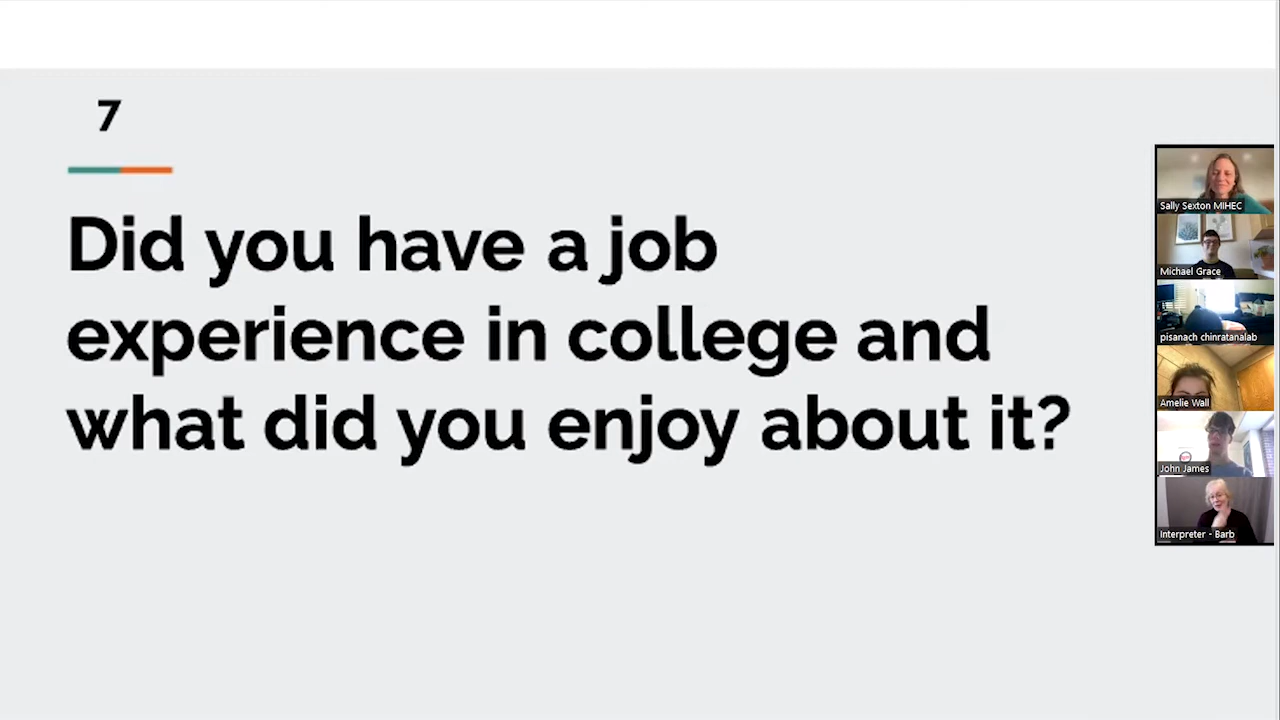 7
Did you have a job
experience in college and
what did you enjoy about it?
Sally Sexton MIHEC
Michael Grace
pisanach chinratanalab
Amelie Wall
John James
Interpreter - Barb